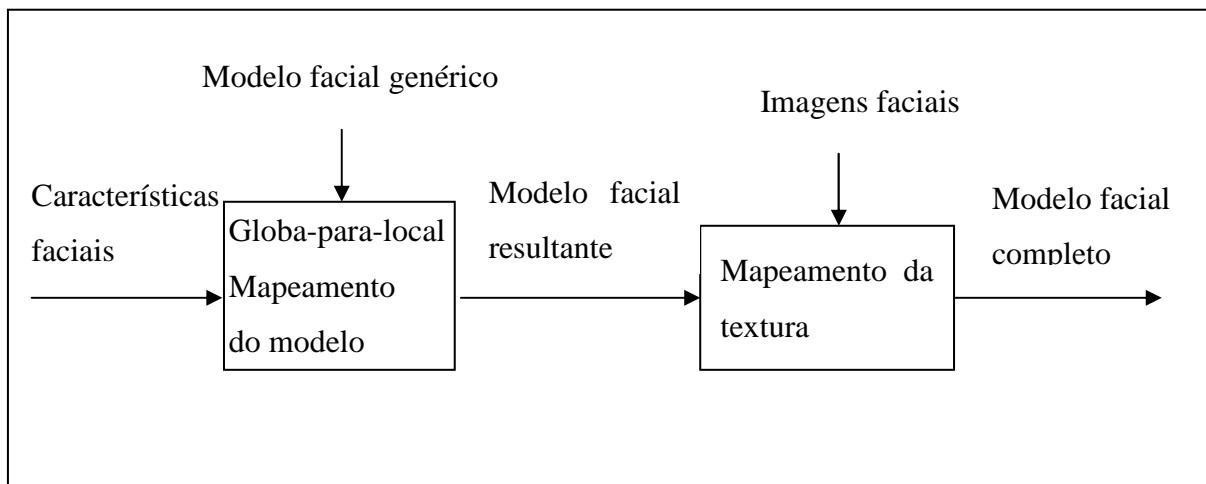 Modelo facial genérico
Imagens faciais
Características
faciais
Globa-para-local
Mapeamento
do modelo
Modelo facial
resultante
Mapeamento da
textura
Modelo facial
completo